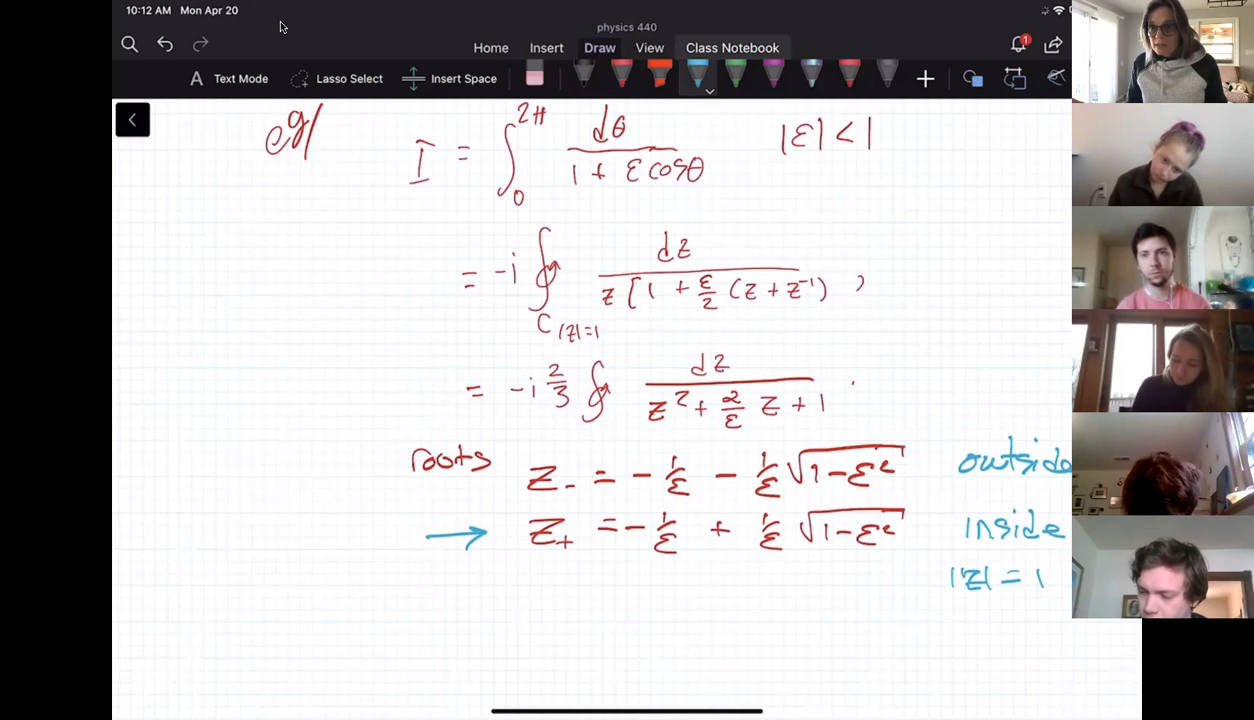 10:12 AM Mon Apr 20
physics 440
Home Insert Draw View Class Notebook
1
Text Mode Lasso Select Insert Space
eg/ I = ∫₀^{2π} dθ / (1 + ε cosθ) |ε| < 1
= -i ∮_{C |z|=1} dz / (z [1 + ε/2 (z + z⁻¹)) ,
= -i 2/3 ∮ dz / (z² + 2/ε z + 1) .
roots z₋ = - 1/ε - 1/ε √(1-ε²) outside
→ z₊ = - 1/ε + 1/ε √(1-ε²) inside
|z| = 1